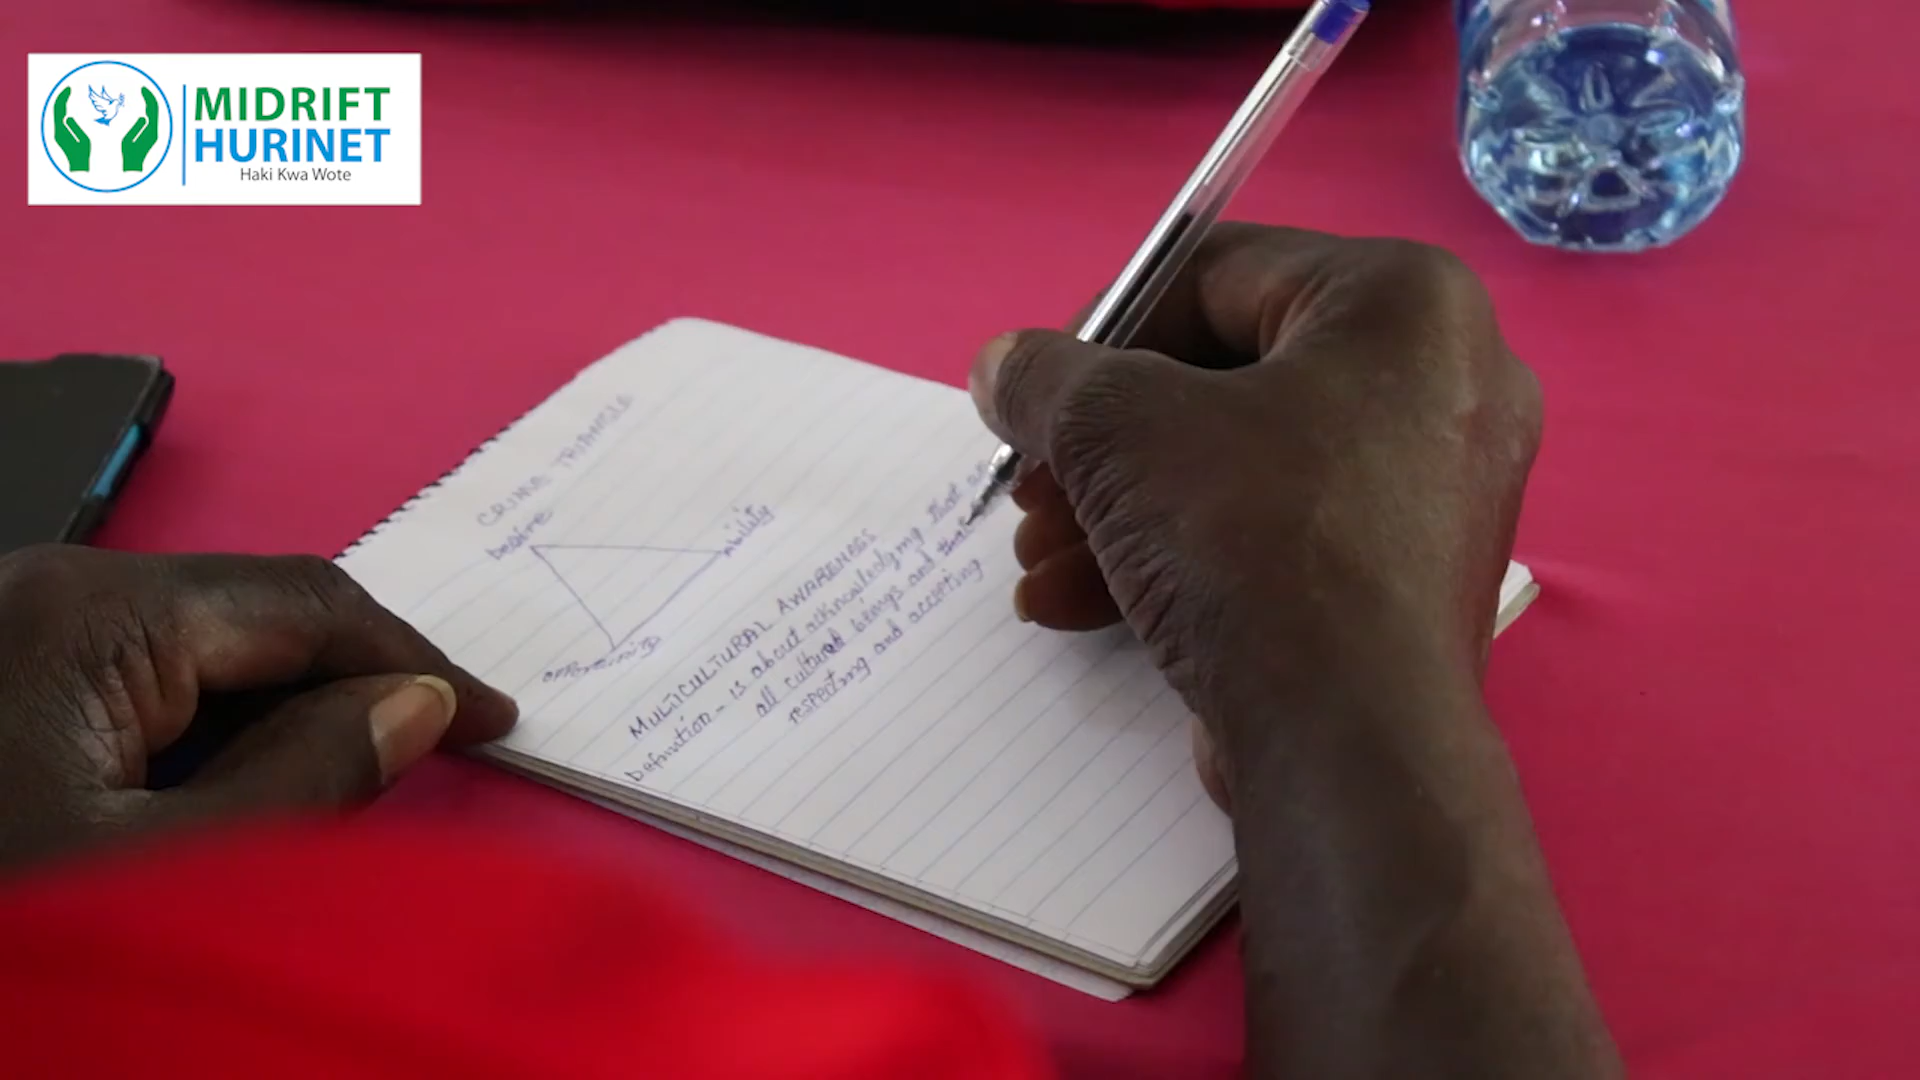 MIDRIFT
HURINET
Haki Kwa Wote
CRIME TRIANGLE
Desire
Ability
opportunity
MULTICULTURAL AWARENESS
Definition - is about acknowledging that
all cultured beings and that
respecting and accepting